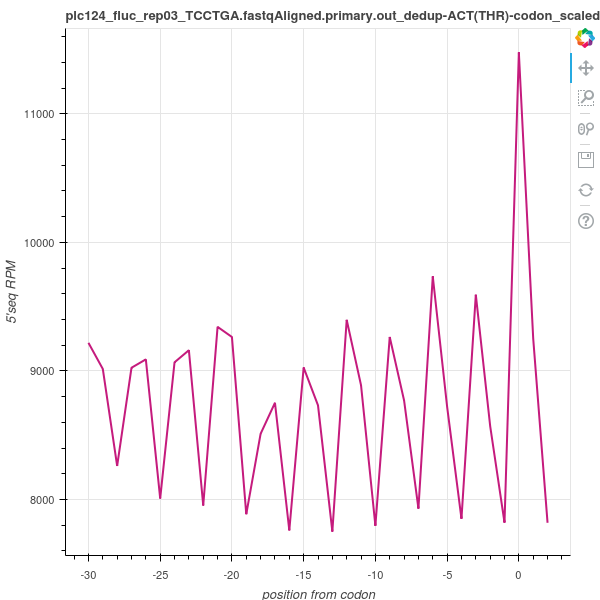 plc124_fluc_rep03_TCCTGA.fastqAligned.primary.out_dedup-ACT(THR)-codon_scaled
11000
10000
9000
8000
5'seq RPM
-30 -25 -20 -15 -10 -5 0
position from codon